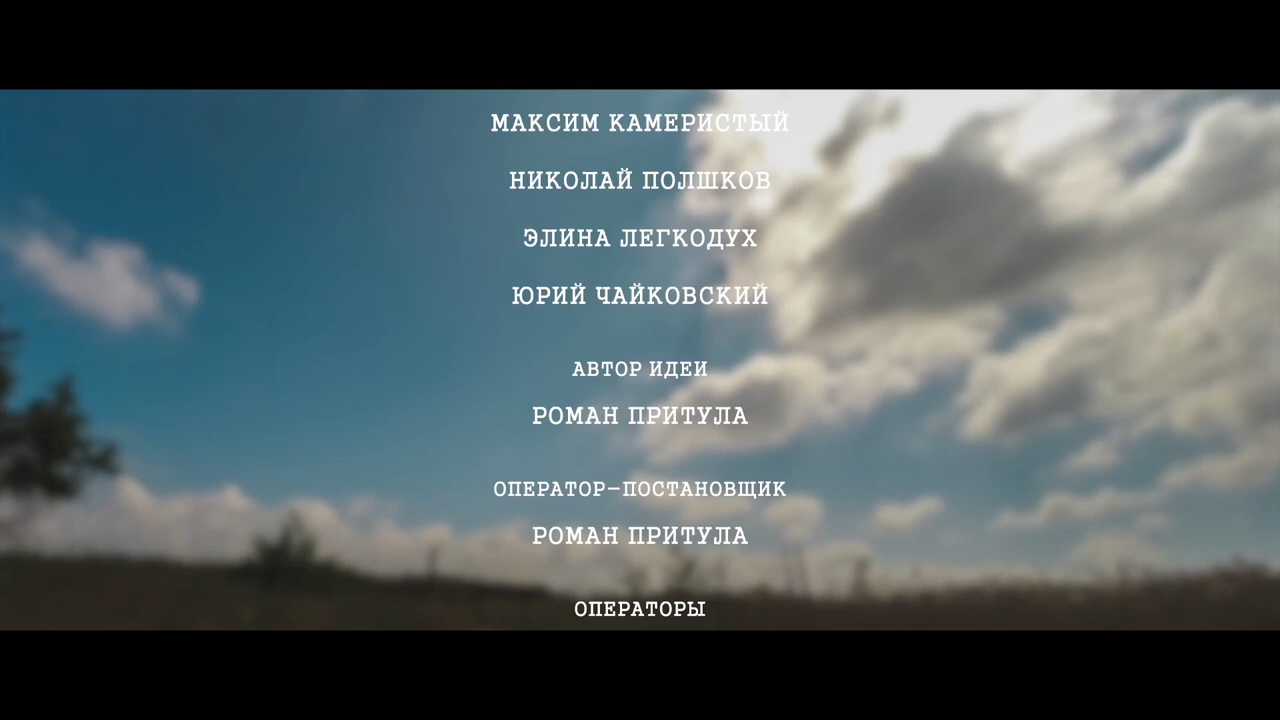 МАКСИМ КАМЕРИСТЫЙ
НИКОЛАЙ ПОЛШКОВ
ЭЛИНА ЛЕГКОДУХ
ЮРИЙ ЧАЙКОВСКИЙ
АВТОР ИДЕИ
РОМАН ПРИТУЛА
ОПЕРАТОР-ПОСТАНОВЩИК
РОМАН ПРИТУЛА
ОПЕРАТОРЫ